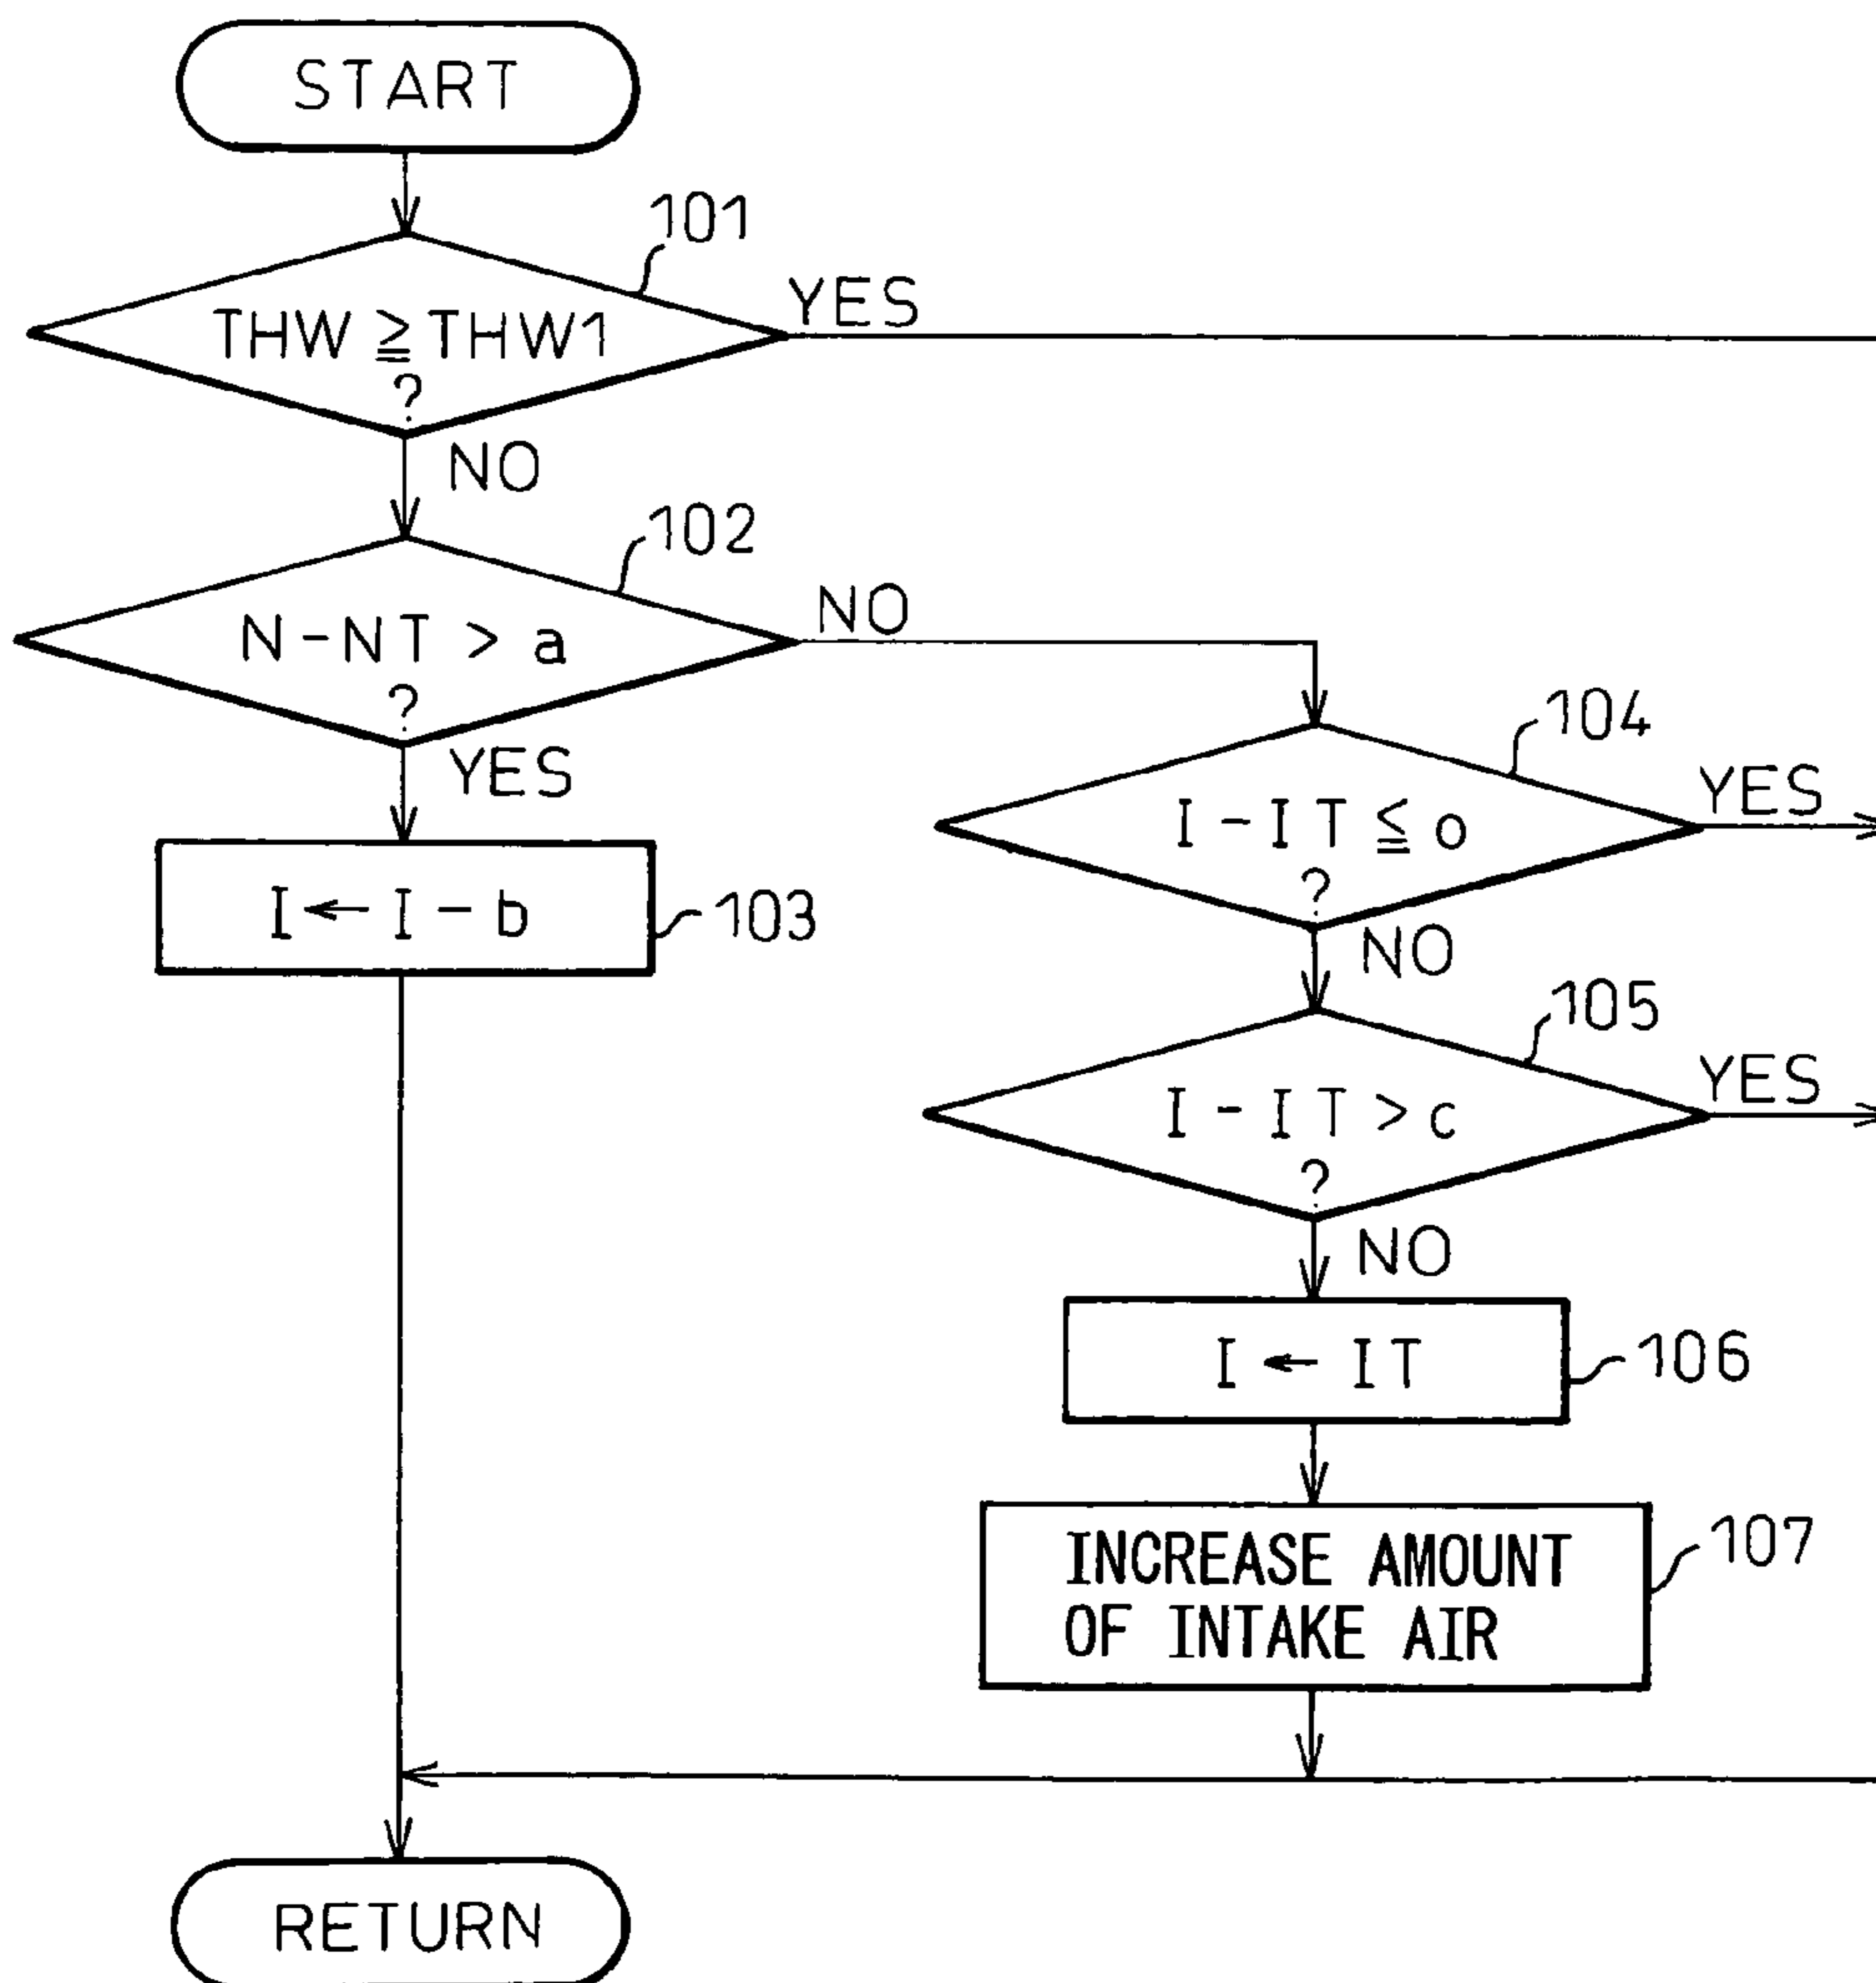 START
101
THW ≧ THW1
?
YES
NO
102
N-NT > a
?
NO
YES
104
I-IT ≦ o
?
YES
NO
I ← I - b
103
105
I-IT > c
?
YES
NO
I ← IT
106
INCREASE AMOUNT
OF INTAKE AIR
107
RETURN